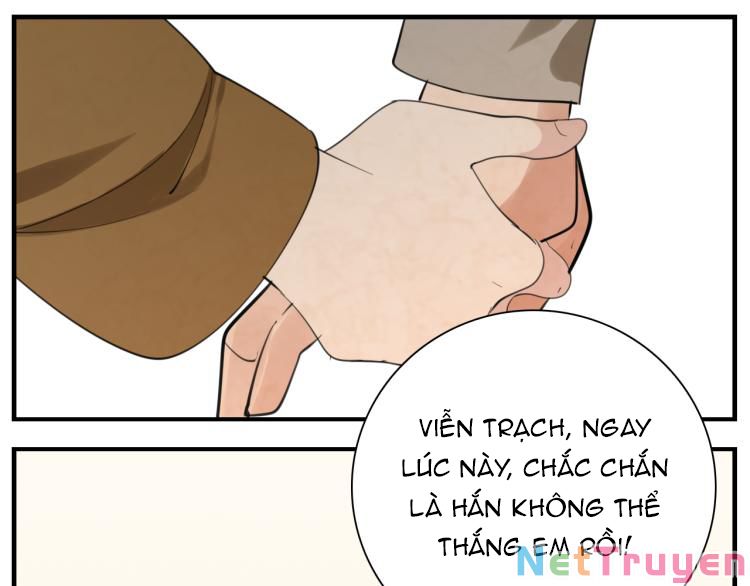 VIỄN TRẠCH, NGAY
LÚC NÀY, CHẮC CHẮN
LÀ HẮN KHÔNG THỂ
THẮNG EM RỒI!
NetTruyen